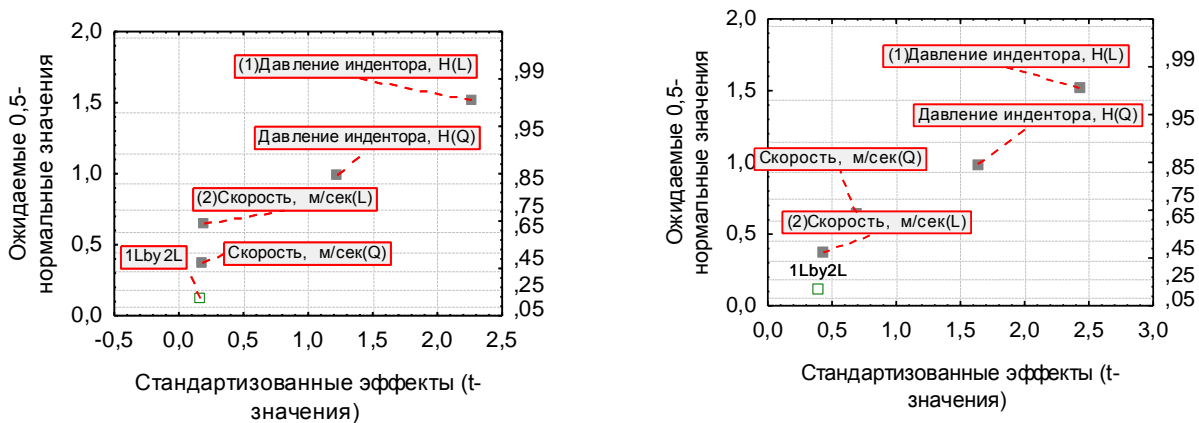 2,0
1,5
1,0
0,5
0,0
Ожидаемые 0,5-
нормальные значения
(1)Давление индентора, Н(L)
Давление индентора, Н(Q)
(2)Скорость, м/сек(L)
1Lby2L
Скорость, м/сек(Q)
,99
,95
,85
,75
,65
,45
,25
,05
-0,5 0,0 0,5 1,0 1,5 2,0 2,5
Стандартизованные эффекты (t-
значения)
2,0
1,5
1,0
0,5
0,0
Ожидаемые 0,5-
нормальные значения
(1)Давление индентора, Н(L)
Давление индентора, Н(Q)
Скорость, м/сек(Q)
(2)Скорость, м/сек(L)
1Lby2L
,99
,95
,85
,75
,65
,45
,25
,05
0,0 0,5 1,0 1,5 2,0 2,5 3,0
Стандартизованные эффекты (t-
значения)